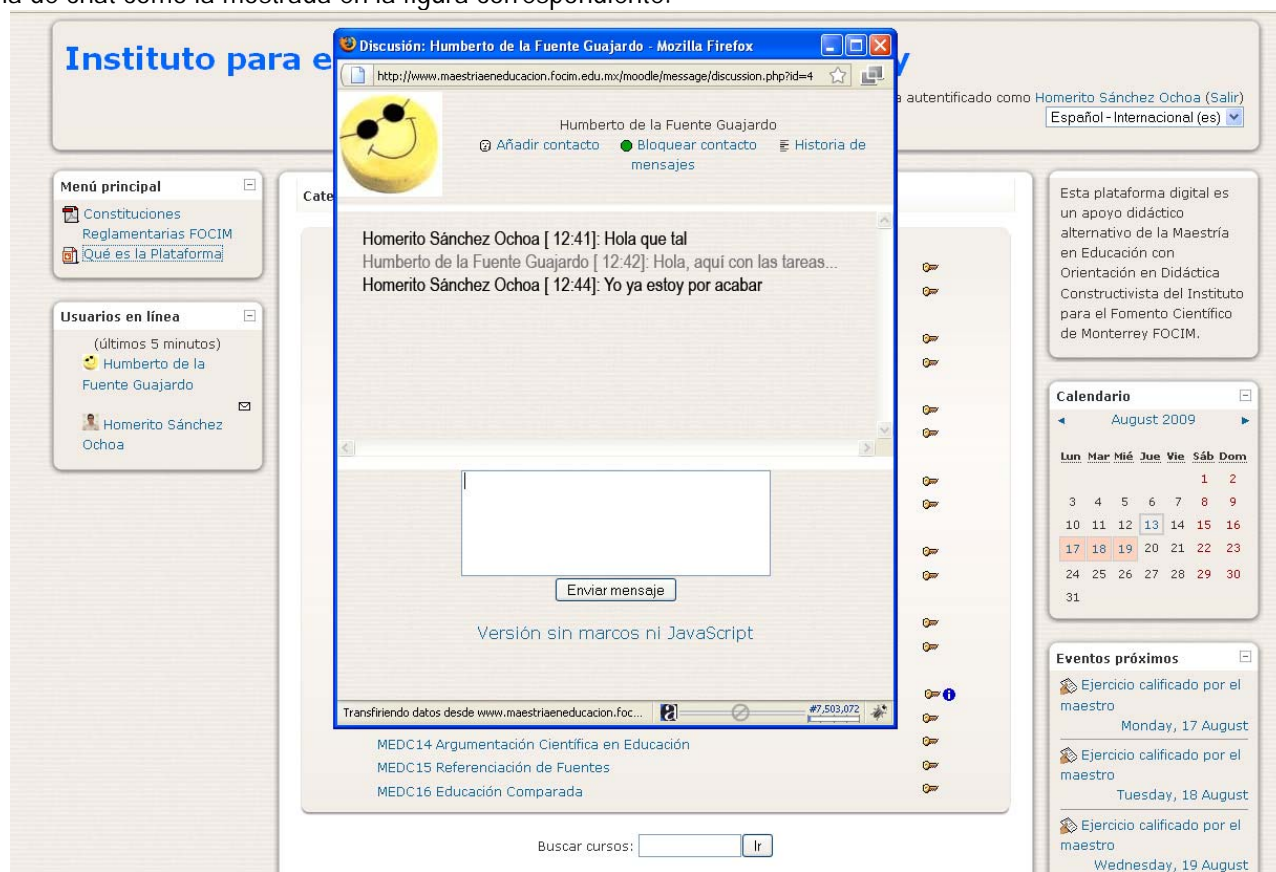 na de chat como la mostrada en la figura correspondiente.
Instituto para e
y
Discusión: Humberto de la Fuente Guajardo - Mozilla Firefox
http://www.maestriaeneducacion.focim.edu.mx/moodle/message/discussion.php?id=4
autentificado como Homerito Sánchez Ochoa (Salir)
Español - Internacional (es)
Humberto de la Fuente Guajardo
Añadir contacto Bloquear contacto Historia de
mensajes
Menú principal
Constituciones
Reglamentarias FOCIM
Qué es la Plataforma
Usuarios en línea
(últimos 5 minutos)
Humberto de la
Fuente Guajardo
Homerito Sánchez
Ochoa
Cate
Homerito Sánchez Ochoa [ 12:41]: Hola que tal
Humberto de la Fuente Guajardo [ 12:42]: Hola, aquí con las tareas...
Homerito Sánchez Ochoa [ 12:44]: Yo ya estoy por acabar
Enviar mensaje
Versión sin marcos ni JavaScript
Transfiriendo datos desde www.maestriaeneducacion.foc...
#7,503,072
MEDC14 Argumentación Científica en Educación
MEDC15 Referenciación de Fuentes
MEDC16 Educación Comparada
Buscar cursos: Ir
Esta plataforma digital es
un apoyo didáctico
alternativo de la Maestría
en Educación con
Orientación en Didáctica
Constructivista del Instituto
para el Fomento Científico
de Monterrey FOCIM.
Calendario
August 2009
Lun Mar Mié Jue Vie Sáb Dom
1 2
3 4 5 6 7 8 9
10 11 12 13 14 15 16
17 18 19 20 21 22 23
24 25 26 27 28 29 30
31
Eventos próximos
Ejercicio calificado por el
maestro
Monday, 17 August
Ejercicio calificado por el
maestro
Tuesday, 18 August
Ejercicio calificado por el
maestro
Wednesday, 19 August